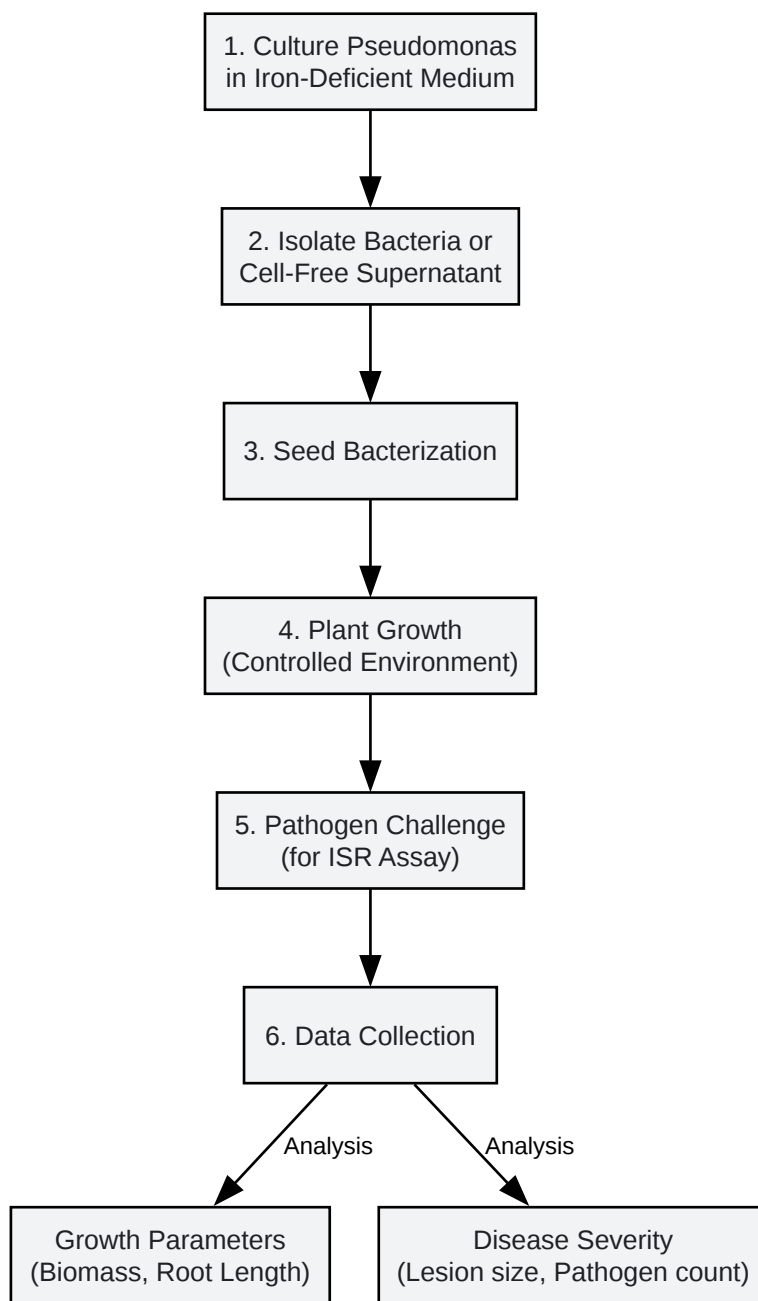 1. Culture Pseudomonas
in Iron-Deficient Medium
2. Isolate Bacteria or
Cell-Free Supernatant
3. Seed Bacterization
4. Plant Growth
(Controlled Environment)
5. Pathogen Challenge
(for ISR Assay)
6. Data Collection
Analysis
Analysis
Growth Parameters
(Biomass, Root Length)
Disease Severity
(Lesion size, Pathogen count)